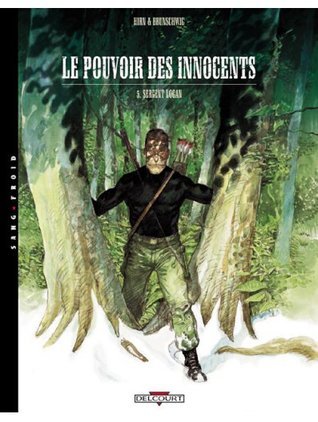 HIRN & BRUNSCHWIG
LE POUVOIR DES INNOCENTS
5. SERGENT LOGAN
SANG-FROID
DELCOURT